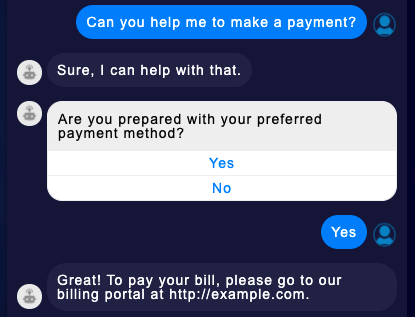 Can you help me to make a payment?
Sure, I can help with that.
Are you prepared with your preferred
payment method?
Yes
No
Yes
Great! To pay your bill, please go to our
billing portal at http://example.com.